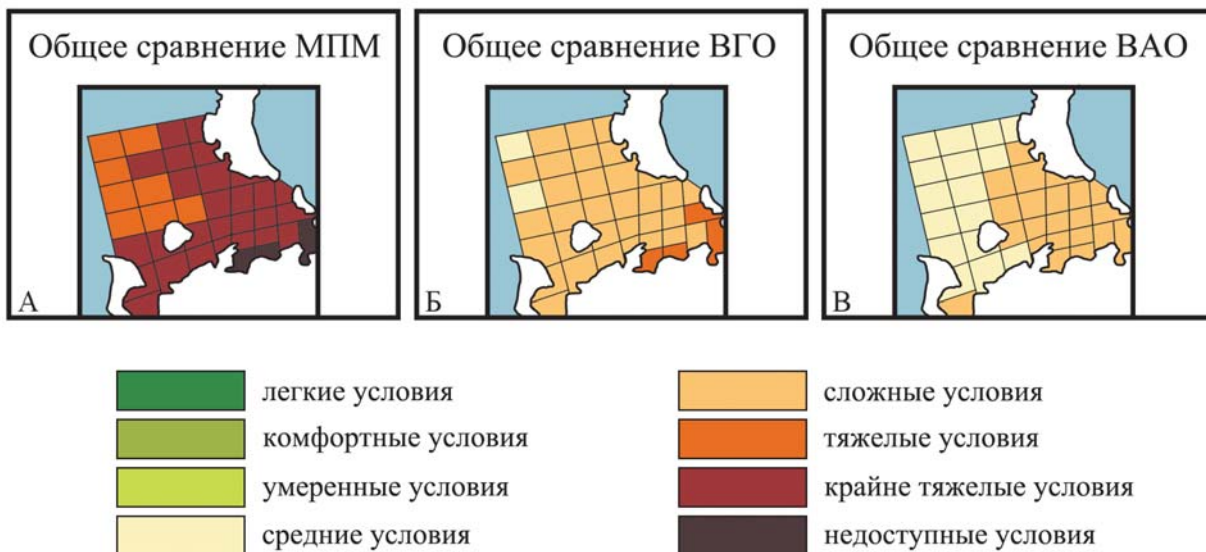 Общее сравнение МПМ
А
Общее сравнение ВГО
Б
Общее сравнение ВАО
В
легкие условия
комфортные условия
умеренные условия
средние условия
сложные условия
тяжелые условия
крайне тяжелые условия
недоступные условия